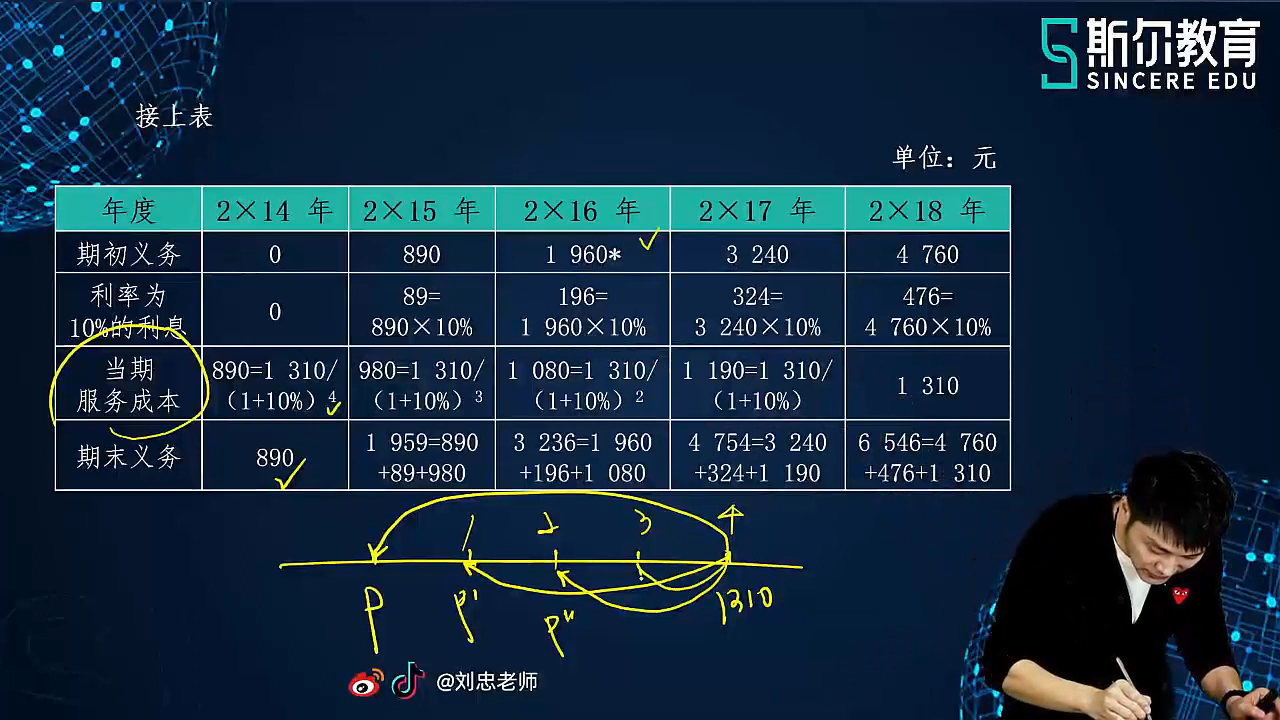 斯尔教育
SINCERE EDU
接上表
单位：元
年度 2×14 年 2×15 年 2×16 年 2×17 年 2×18 年
期初义务 0 890 1 960* 3 240 4 760
利率为 10%的利息 0 89= 890×10% 196= 1 960×10% 324= 3 240×10% 476= 4 760×10%
当期 服务成本 890=1 310/ （1+10%）4 980=1 310/ （1+10%）3 1 080=1 310/ （1+10%）2 1 190=1 310/ （1+10%） 1 310
期末义务 890 1 959=890 +89+980 3 236=1 960 +196+1 080 4 754=3 240 +324+1 190 6 546=4 760 +476+1 310
1 2 3 4
P P' P" 1310
@刘忠老师